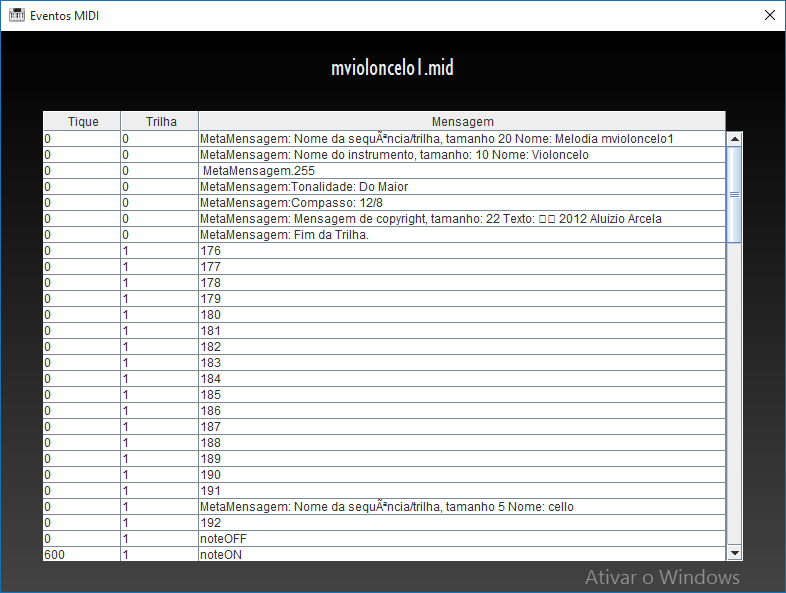 Eventos MIDI
mvioloncelo1.mid
Tique Trilha Mensagem
0 0 MetaMensagem: Nome da sequÃªncia/trilha, tamanho 20 Nome: Melodia mvioloncelo1
0 0 MetaMensagem: Nome do instrumento, tamanho: 10 Nome: Violoncelo
0 0 MetaMensagem.255
0 0 MetaMensagem:Tonalidade: Do Maior
0 0 MetaMensagem:Compasso: 12/8
0 0 MetaMensagem: Mensagem de copyright, tamanho: 22 Texto: □□ 2012 Aluizio Arcela
0 0 MetaMensagem: Fim da Trilha.
0 1 176
0 1 177
0 1 178
0 1 179
0 1 180
0 1 181
0 1 182
0 1 183
0 1 184
0 1 185
0 1 186
0 1 187
0 1 188
0 1 189
0 1 190
0 1 191
0 1 MetaMensagem: Nome da sequÃªncia/trilha, tamanho 5 Nome: cello
0 1 192
0 1 noteOFF
600 1 noteON
Ativar o Windows